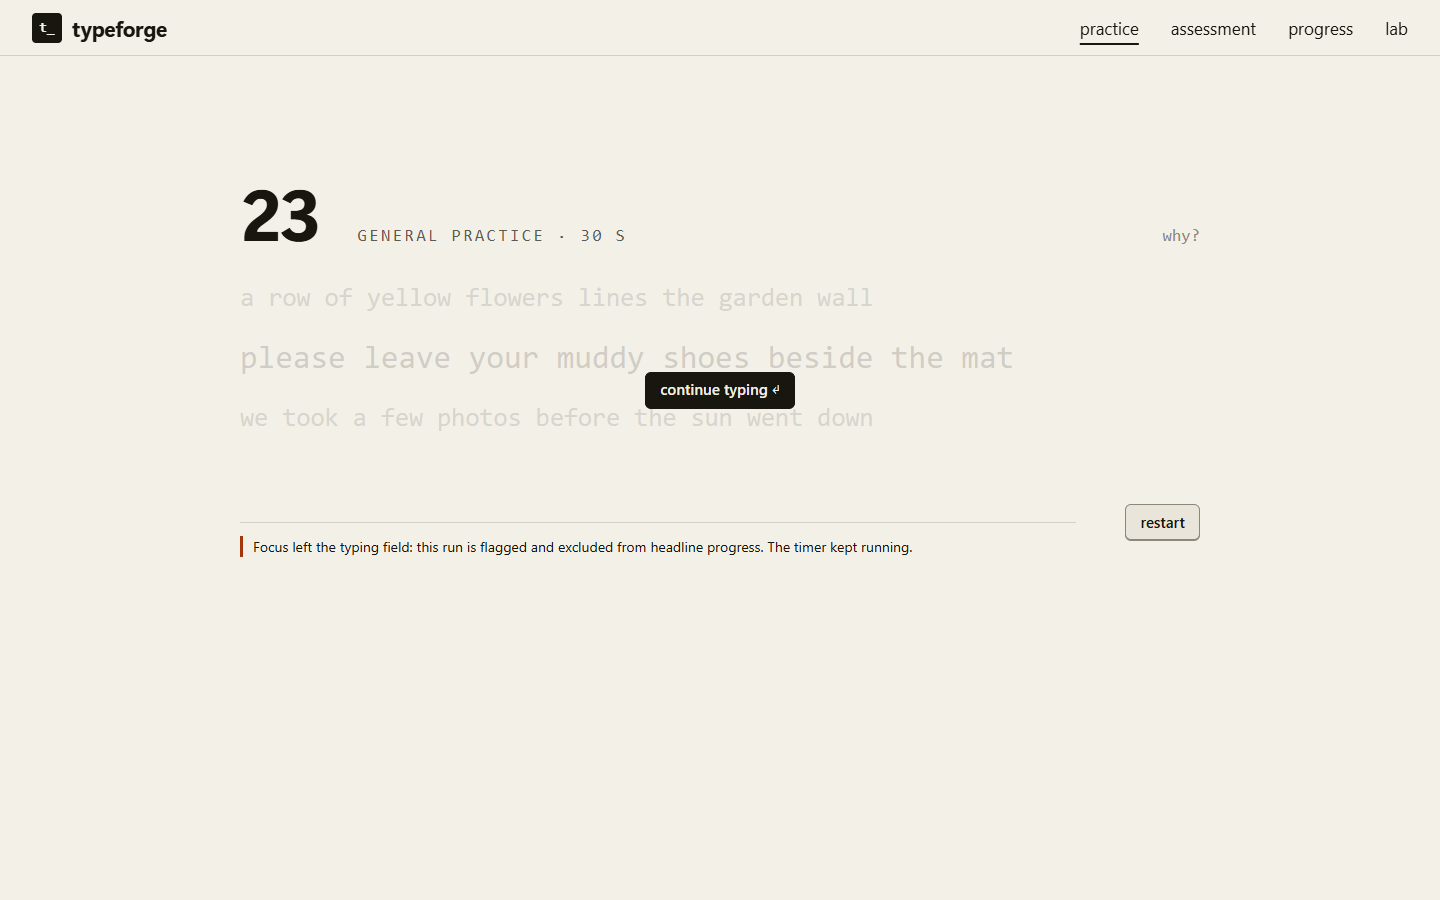 t_ typeforge
practice assessment progress lab
23 GENERAL PRACTICE · 30 S why?
a row of yellow flowers lines the garden wall
please leave your muddy shoes beside the mat
continue typing ↲
we took a few photos before the sun went down
restart
Focus left the typing field: this run is flagged and excluded from headline progress. The timer kept running.